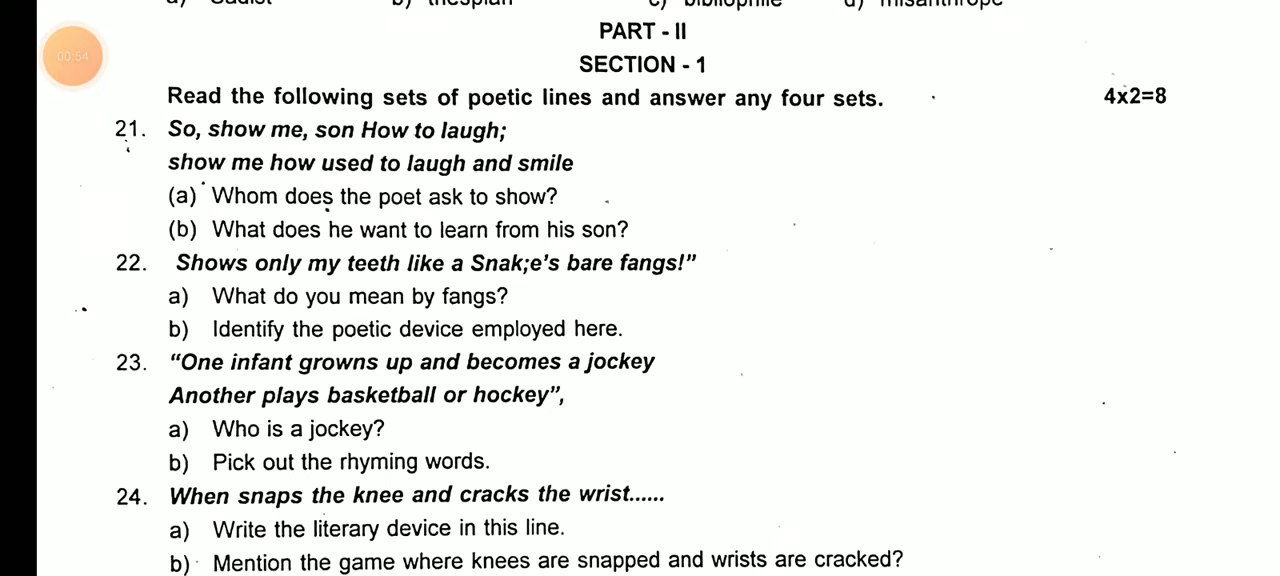 a) Sadist b) thespian c) bibliophile d) misanthrope
PART - II
SECTION - 1
00:54
Read the following sets of poetic lines and answer any four sets. 4x2=8
21. So, show me, son How to laugh;
show me how used to laugh and smile
(a) Whom does the poet ask to show?
(b) What does he want to learn from his son?
22. Shows only my teeth like a Snak;e's bare fangs!”
a) What do you mean by fangs?
b) Identify the poetic device employed here.
23. “One infant growns up and becomes a jockey
Another plays basketball or hockey”,
a) Who is a jockey?
b) Pick out the rhyming words.
24. When snaps the knee and cracks the wrist......
a) Write the literary device in this line.
b) Mention the game where knees are snapped and wrists are cracked?